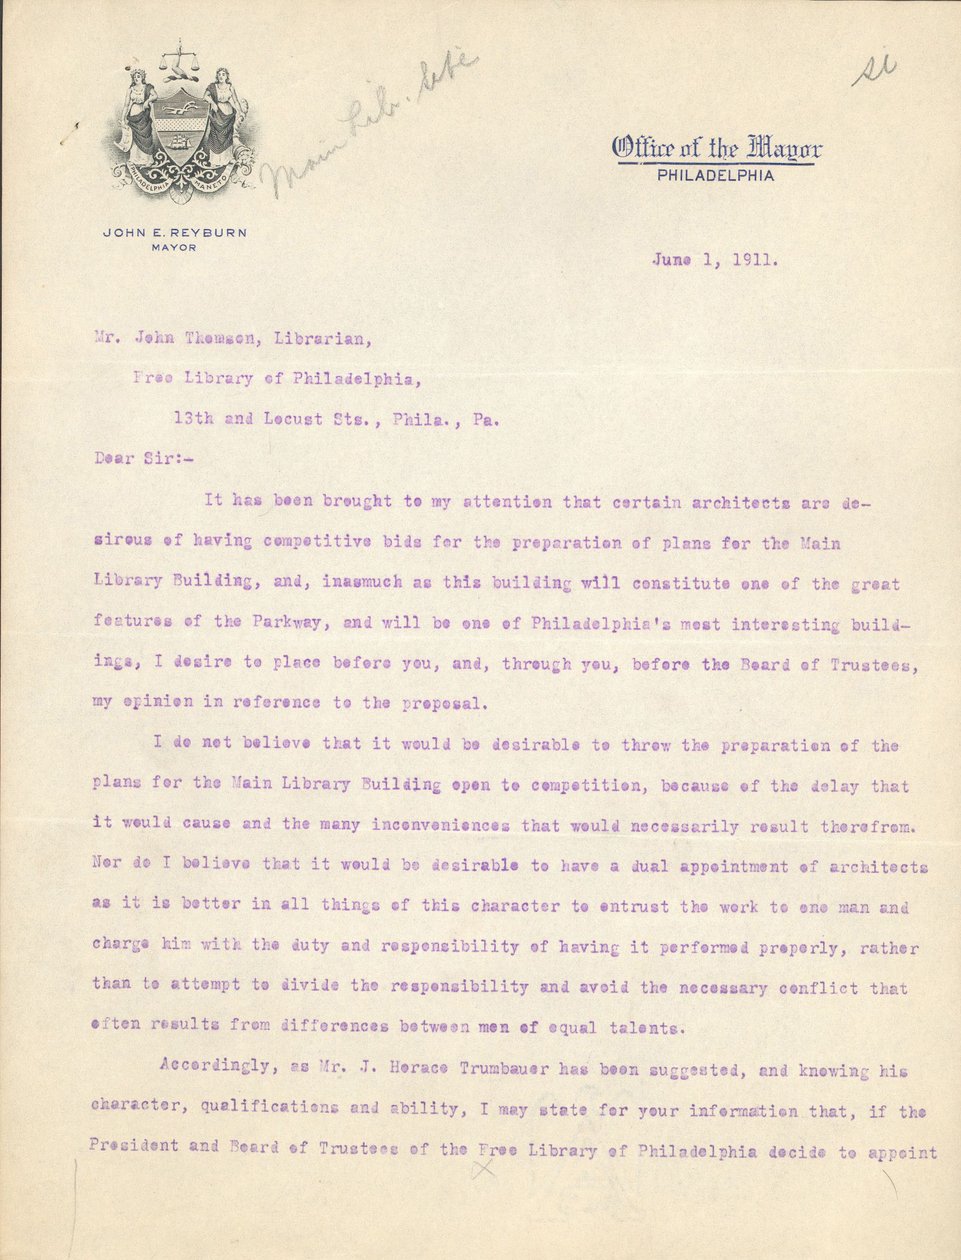 Main Lib. Site
si
Office of the Mayor
PHILADELPHIA
PHILADELPHIA MANETO
JOHN E. REYBURN
MAYOR
June 1, 1911.
Mr. John Thomson, Librarian,
Free Library of Philadelphia,
13th and Locust Sts., Phila., Pa.
Dear Sir:-
It has been brought to my attention that certain architects are de-
sirous of having competitive bids for the preparation of plans for the Main
Library Building, and, inasmuch as this building will constitute one of the great
features of the Parkway, and will be one of Philadelphia's most interesting build-
ings, I desire to place before you, and, through you, before the Board of Trustees,
my opinion in reference to the proposal.
I do not believe that it would be desirable to throw the preparation of the
plans for the Main Library Building open to competition, because of the delay that
it would cause and the many inconveniences that would necessarily result therefrom.
Nor do I believe that it would be desirable to have a dual appointment of architects
as it is better in all things of this character to entrust the work to one man and
charge him with the duty and responsibility of having it performed properly, rather
than to attempt to divide the responsibility and avoid the necessary conflict that
often results from differences between men of equal talents.
Accordingly, as Mr. J. Horace Trumbauer has been suggested, and knowing his
character, qualifications and ability, I may state for your information that, if the
President and Board of Trustees of the Free Library of Philadelphia decide to appoint